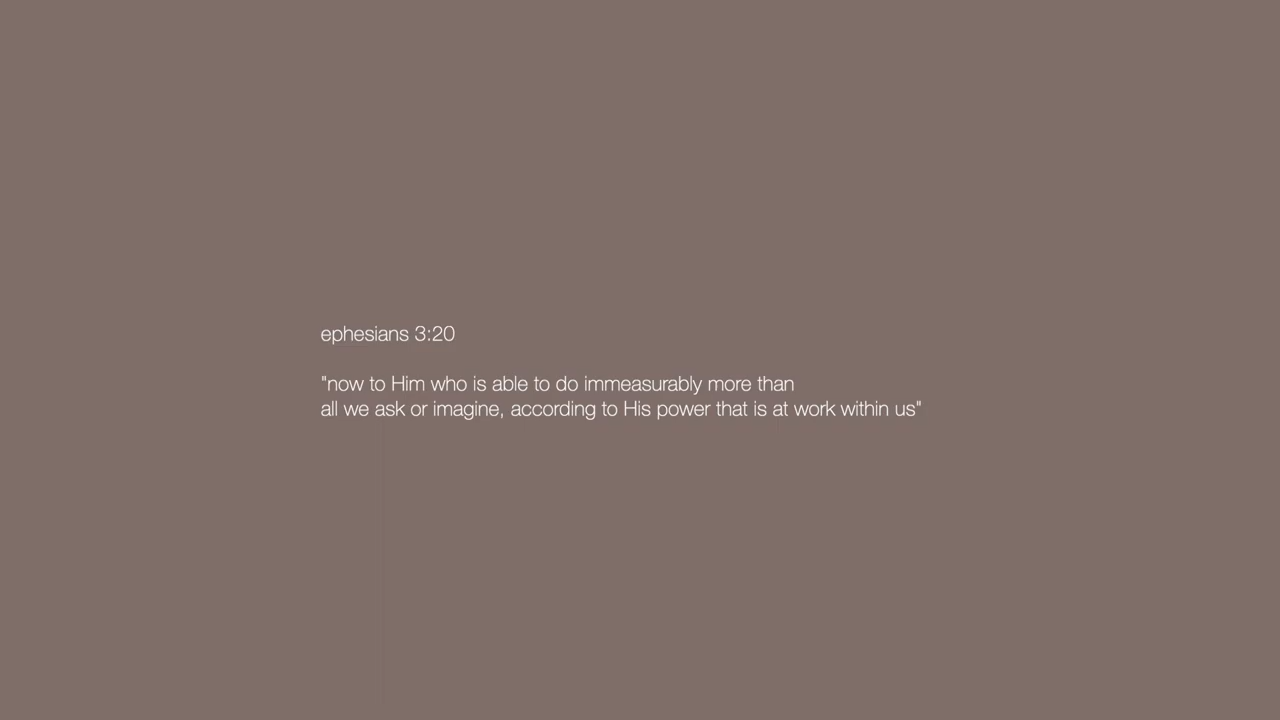 ephesians 3:20
"now to Him who is able to do immeasurably more than
all we ask or imagine, according to His power that is at work within us"